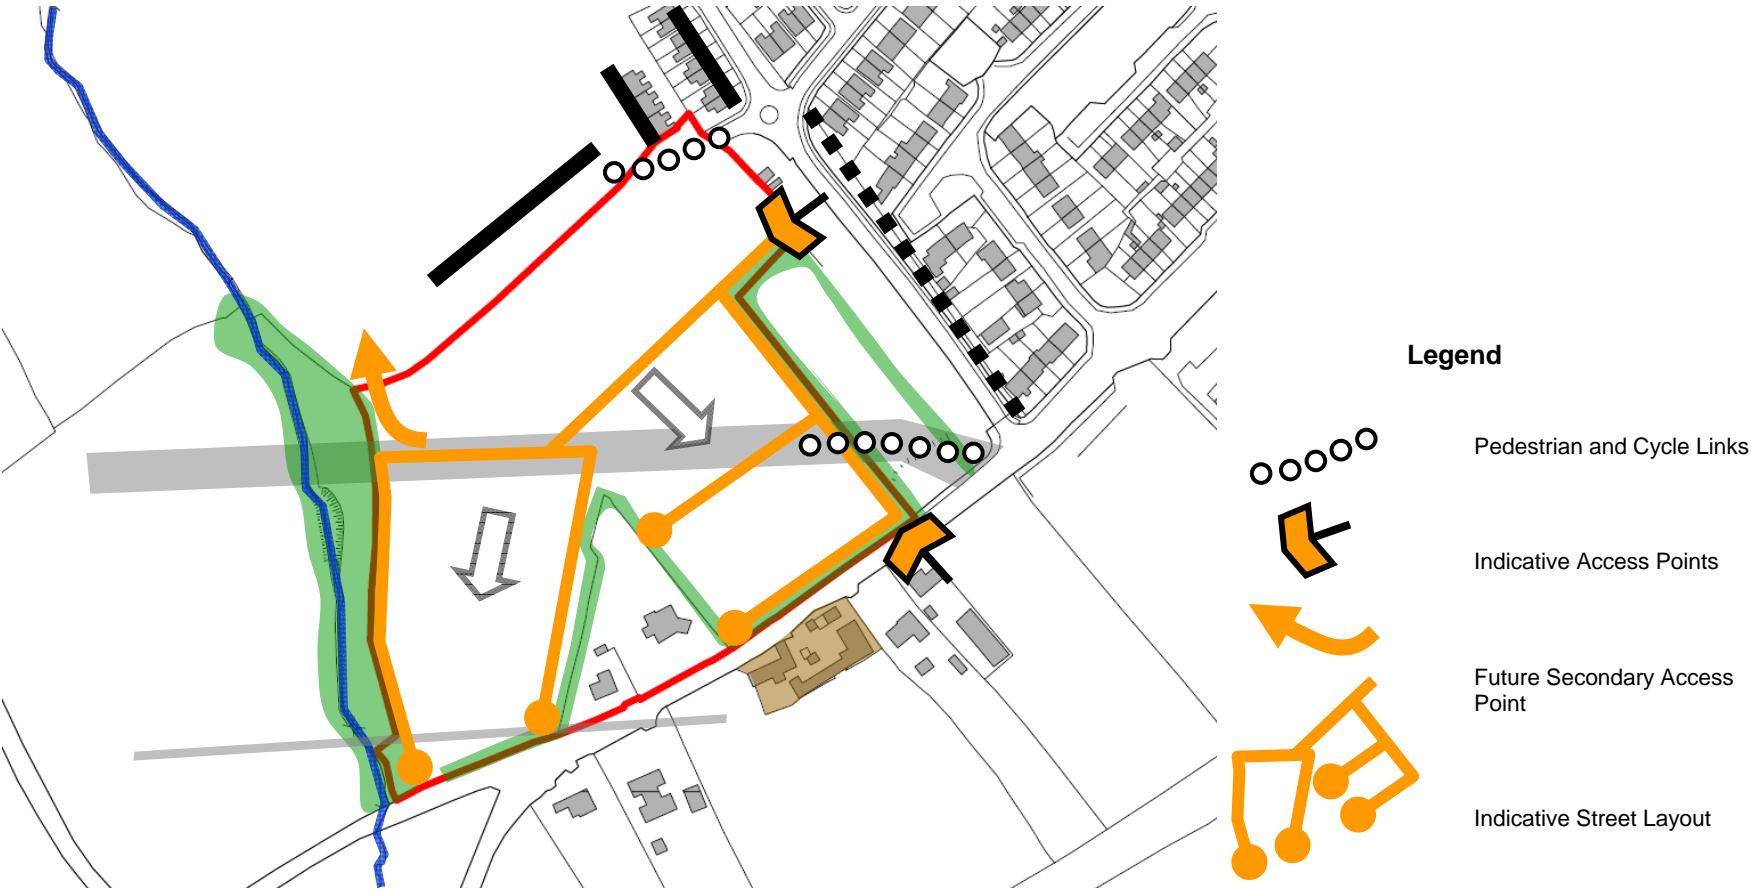 Legend
Pedestrian and Cycle Links
Indicative Access Points
Future Secondary Access
Point
Indicative Street Layout